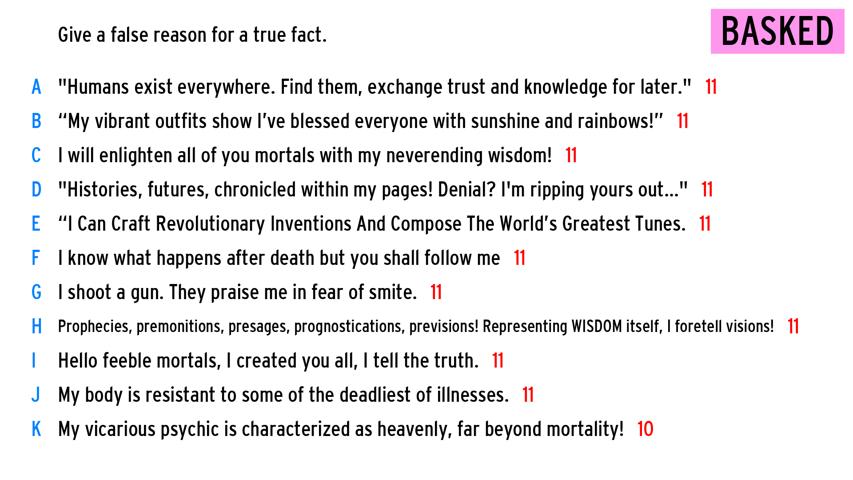 Give a false reason for a true fact.
BASKED
A "Humans exist everywhere. Find them, exchange trust and knowledge for later." 11
B “My vibrant outfits show I’ve blessed everyone with sunshine and rainbows!” 11
C I will enlighten all of you mortals with my neverending wisdom! 11
D "Histories, futures, chronicled within my pages! Denial? I'm ripping yours out..." 11
E “I Can Craft Revolutionary Inventions And Compose The World’s Greatest Tunes. 11
F I know what happens after death but you shall follow me 11
G I shoot a gun. They praise me in fear of smite. 11
H Prophecies, premonitions, presages, prognostications, previsions! Representing WISDOM itself, I foretell visions! 11
I Hello feeble mortals, I created you all, I tell the truth. 11
J My body is resistant to some of the deadliest of illnesses. 11
K My vicarious psychic is characterized as heavenly, far beyond mortality! 10